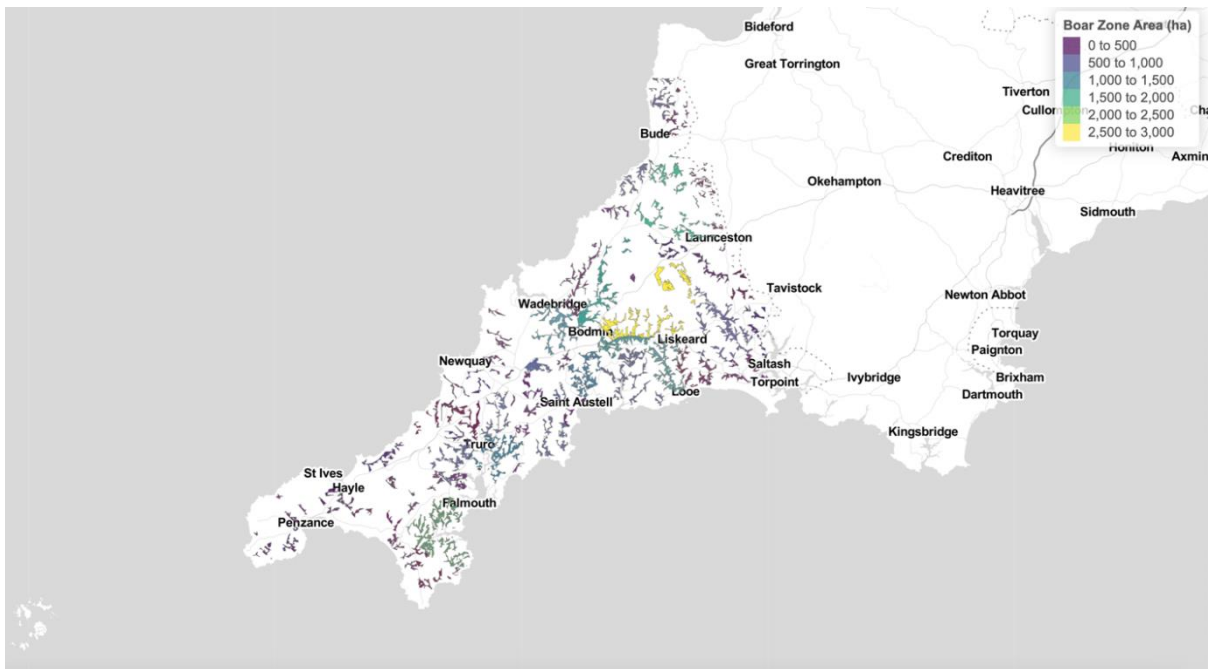 Bideford
Great Torrington
Boar Zone Area (ha)
0 to 500
500 to 1,000
1,000 to 1,500
1,500 to 2,000
2,000 to 2,500
2,500 to 3,000
Tiverton
Bude
Crediton
Honiton
Axmin
Okehampton
Heavitree
Sidmouth
Launceston
Tavistock
Newton Abbot
Wadebridge
Bodmin
Liskeard
Torquay
Paignton
Newquay
Saltash
Torpoint
Ivybridge
Brixham
Dartmouth
Looe
Saint Austell
Kingsbridge
Truro
St Ives
Hayle
Falmouth
Penzance